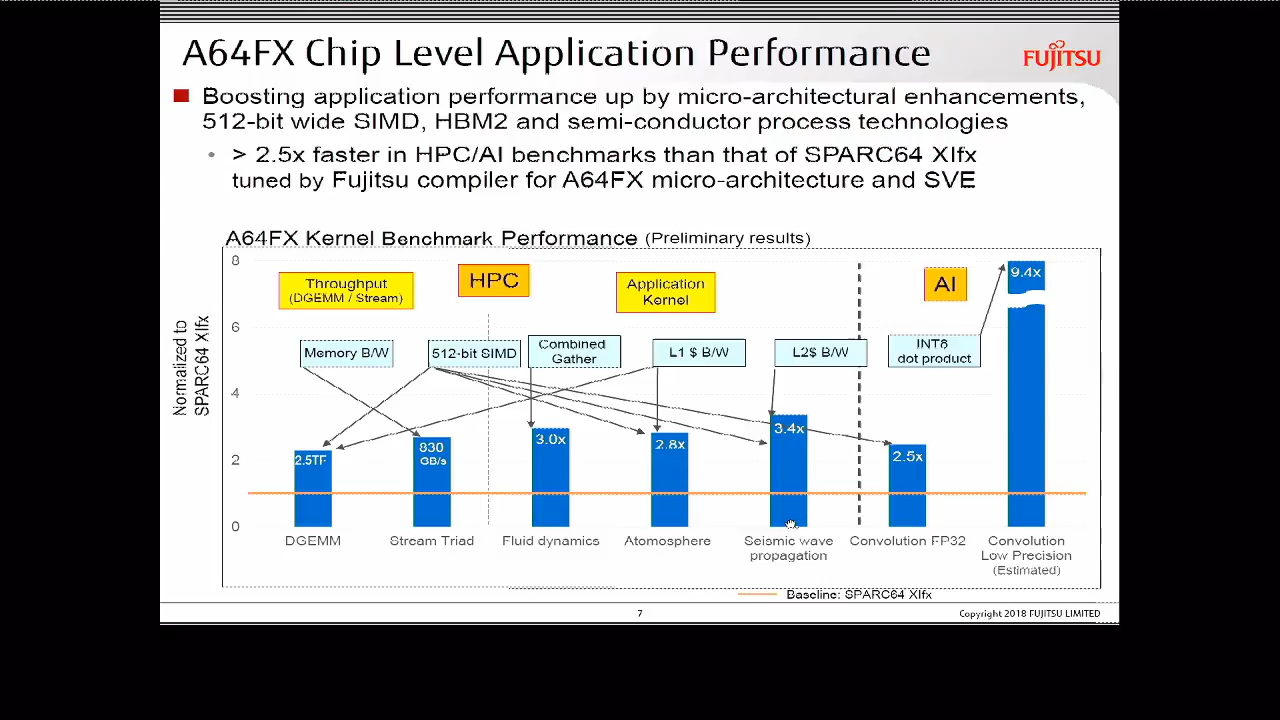 A64FX Chip Level Application Performance
FUJITSU
Boosting application performance up by micro-architectural enhancements,
512-bit wide SIMD, HBM2 and semi-conductor process technologies
• > 2.5x faster in HPC/AI benchmarks than that of SPARC64 XIfx
tuned by Fujitsu compiler for A64FX micro-architecture and SVE
A64FX Kernel Benchmark Performance (Preliminary results)
Normalized to
SPARC64 XIfx
8
6
4
2
0
Throughput
(DGEMM / Stream)
HPC
Application
Kernel
AI
9.4x
Memory B/W
512-bit SIMD
Combined
Gather
L1 $ B/W
L2$ B/W
INT8
dot product
2.5TF
830
GB/s
3.0x
2.8x
3.4x
2.5x
DGEMM
Stream Triad
Fluid dynamics
Atomosphere
Seismic wave
propagation
Convolution FP32
Convolution
Low Precision
(Estimated)
Baseline: SPARC64 XIfx
7
Copyright 2018 FUJITSU LIMITED